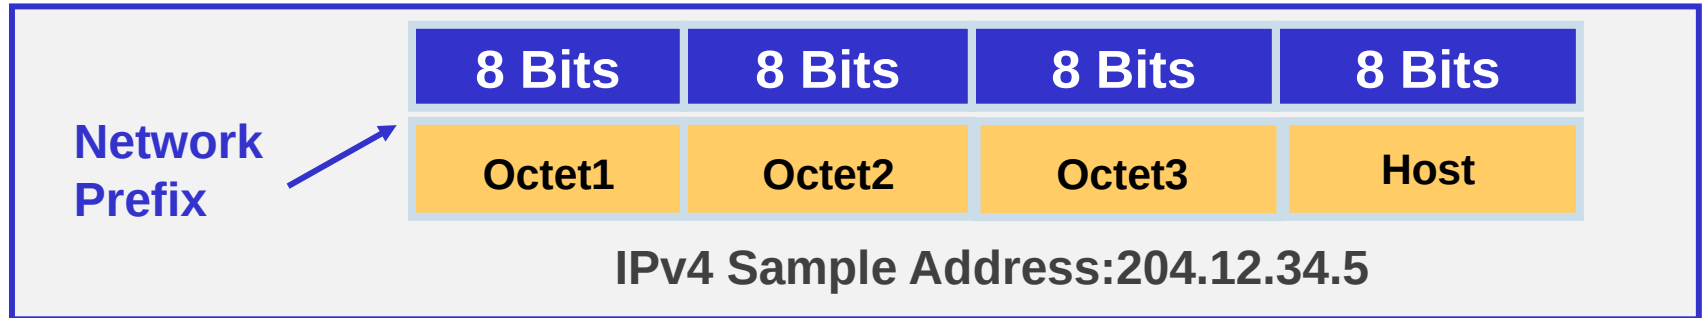 8 Bits 8 Bits 8 Bits 8 Bits
Network
Prefix
Octet1 Octet2 Octet3 Host
IPv4 Sample Address:204.12.34.5